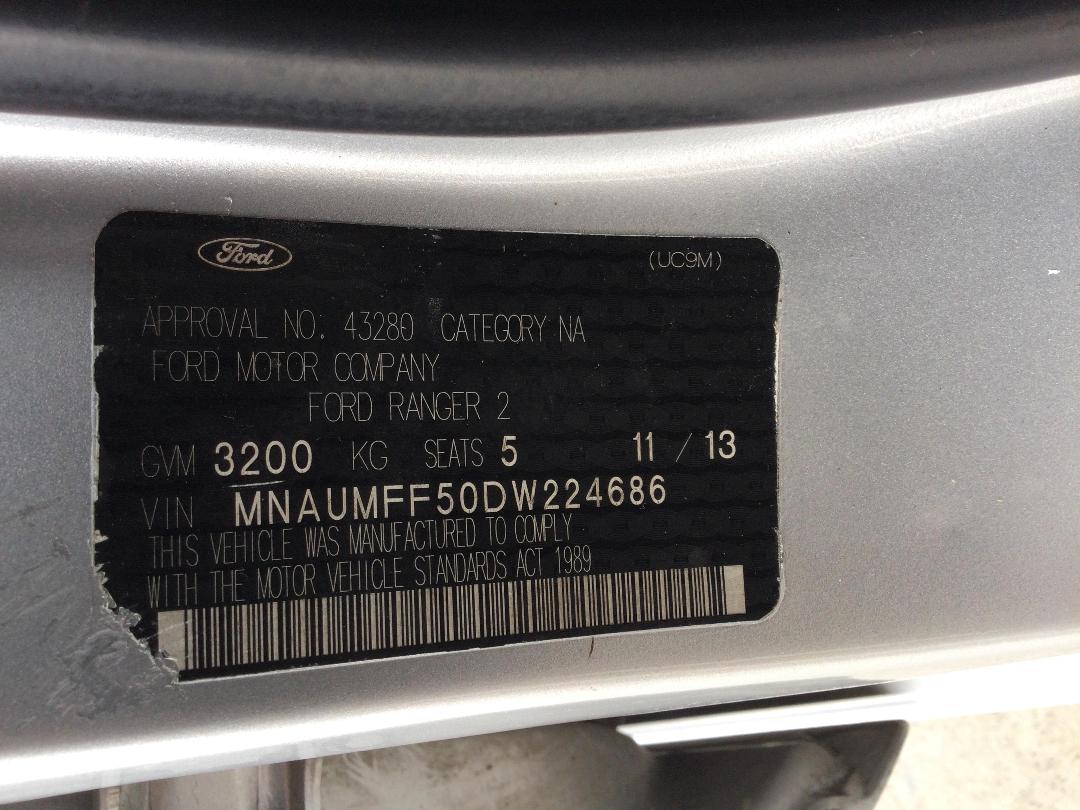 Ford (UC9M)
APPROVAL NO: 43280 CATEGORY NA
FORD MOTOR COMPANY
FORD RANGER 2
GVM 3200 KG SEATS 5 11 / 13
VIN MNAUMFF50DW224686
THIS VEHICLE WAS MANUFACTURED TO COMPLY
WITH THE MOTOR VEHICLE STANDARDS ACT 1989